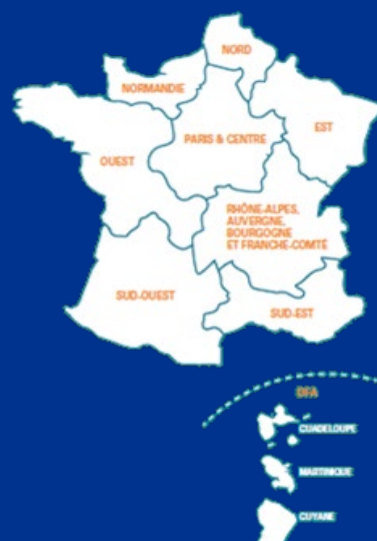 NORD
NORMANDIE
EST
PARIS & CENTRE
OUEST
RHÔNE-ALPES,
AUVERGNE,
BOURGOGNE
ET FRANCHE-COMTÉ
SUD-OUEST
SUD-EST
DFA
GUADELOUPE
MARTINIQUE
GUYANE